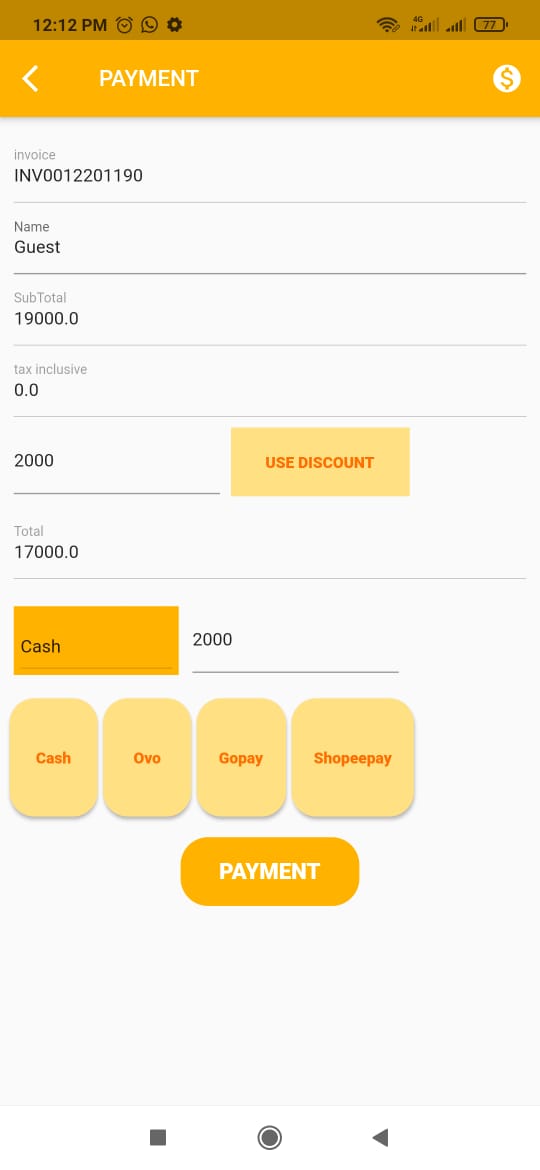 12:12 PM 4G 77
PAYMENT $
invoice
INV0012201190
Name
Guest
SubTotal
19000.0
tax inclusive
0.0
2000 USE DISCOUNT
Total
17000.0
Cash 2000
Cash Ovo Gopay Shopeepay
PAYMENT